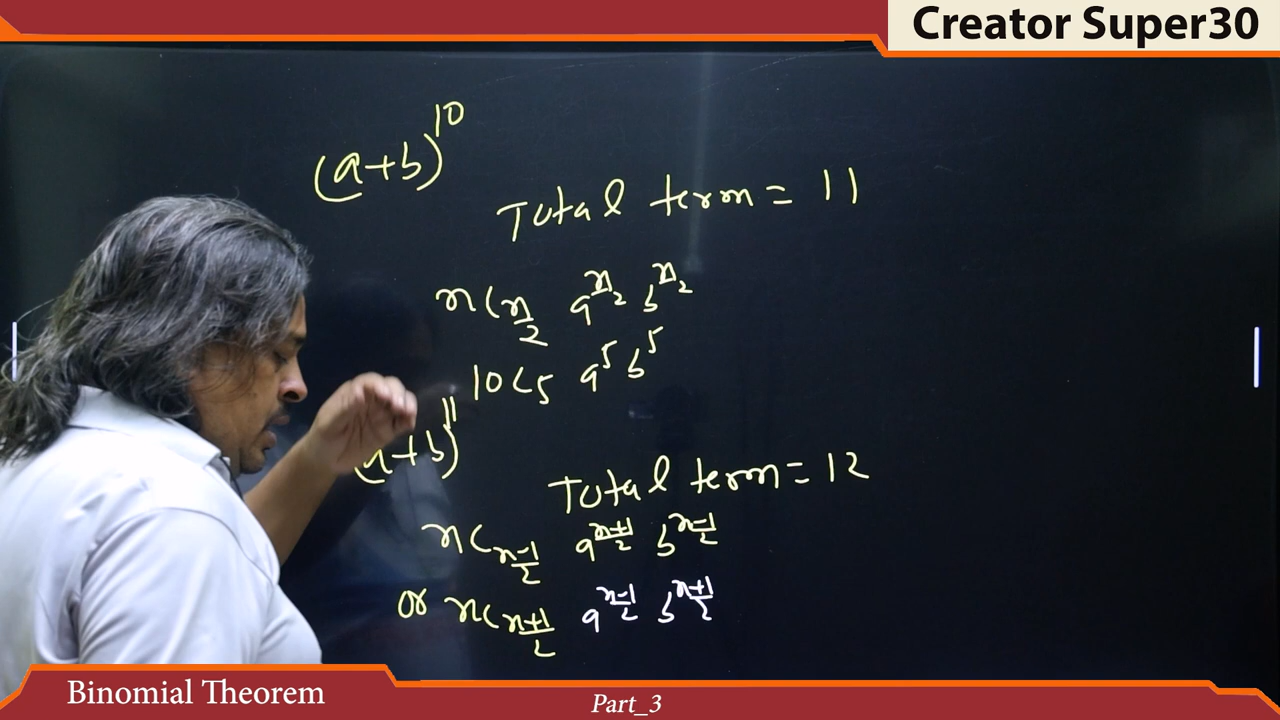 Creator Super30
(a+b)^10
Total term = 11
nC_{n/2} a^{n/2} b^{n/2}
10C_5 a^5 b^5
(a+b)^11
Total term = 12
nC_{(n-1)/2} a^{(n+1)/2} b^{(n-1)/2}
or nC_{(n+1)/2} a^{(n-1)/2} b^{(n+1)/2}
Binomial Theorem
Part_3